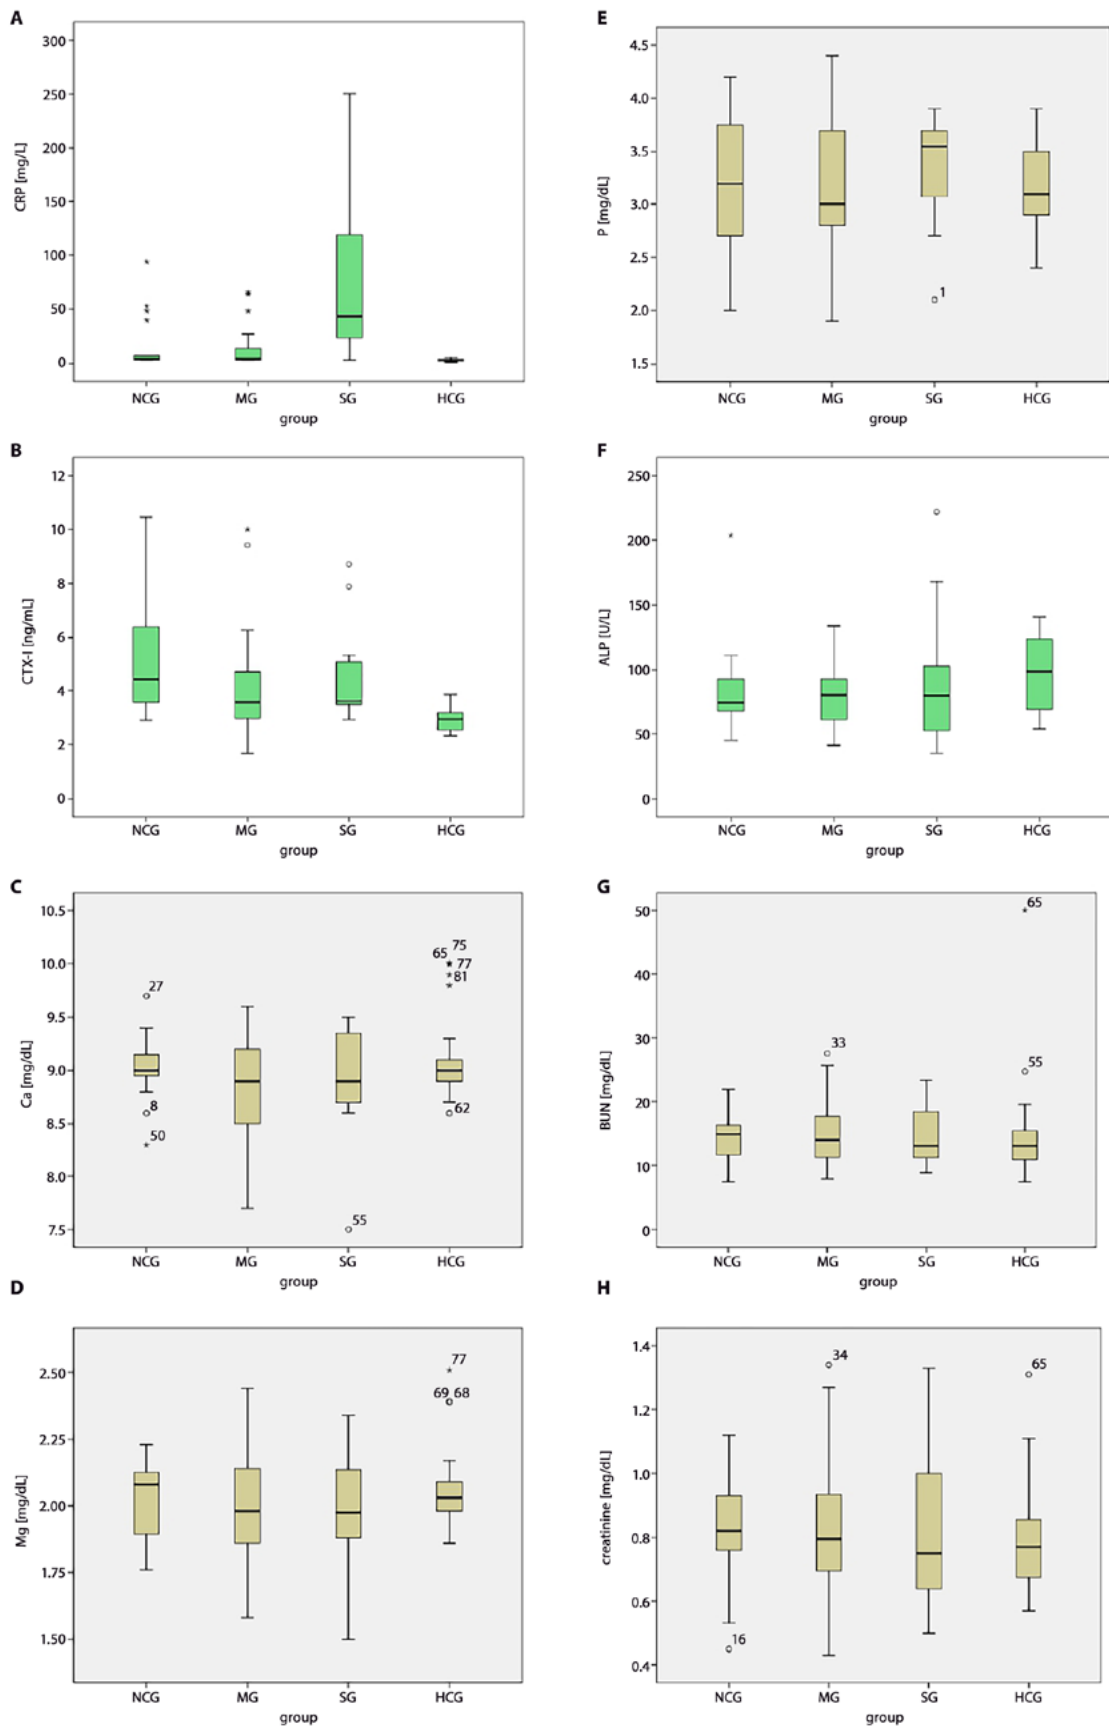 A
300
250
200
150
100
50
0
CRP [mg/L]
NCG MG SG HCG
group
B
12
10
8
6
4
2
0
CTX-I [ng/mL]
NCG MG SG HCG
group
C
10.5
10.0
9.5
9.0
8.5
8.0
7.5
Ca [mg/dL]
27
8
50
55
75
65
77
81
62
NCG MG SG HCG
group
D
2.50
2.25
2.00
1.75
1.50
Mg [mg/dL]
77
69 68
NCG MG SG HCG
group
E
4.5
4.0
3.5
3.0
2.5
2.0
1.5
P [mg/dL]
1
NCG MG SG HCG
group
F
250
200
150
100
50
0
ALP [U/L]
NCG MG SG HCG
group
G
50
40
30
20
10
0
BUN [mg/dL]
65
33
55
NCG MG SG HCG
group
H
1.4
1.2
1.0
0.8
0.6
0.4
creatinine [mg/dL]
34
65
16
NCG MG SG HCG
group